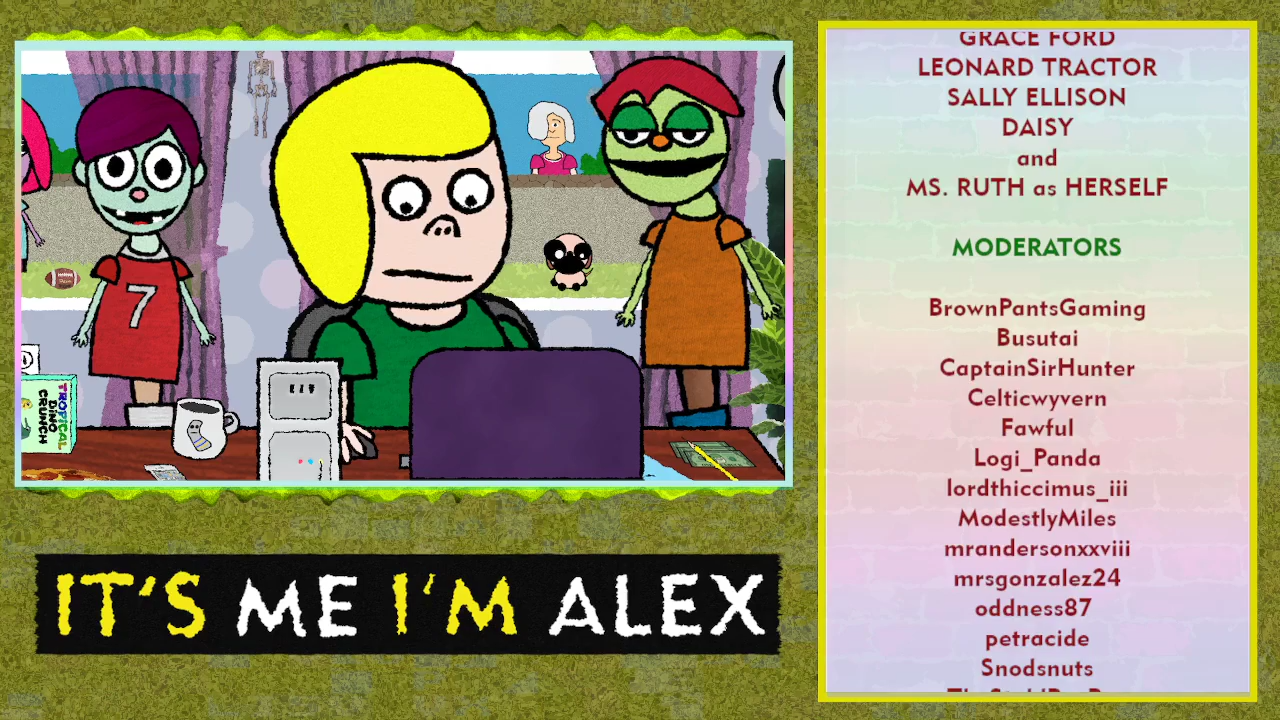 7
TROPICAL
DINO
CRUNCH
IT'S ME I'M ALEX
GRACE FORD
LEONARD TRACTOR
SALLY ELLISON
DAISY
and
MS. RUTH as HERSELF
MODERATORS
BrownPantsGaming
Busutai
CaptainSirHunter
Celticwyvern
Fawful
Logi_Panda
lordthiccimus_iii
ModestlyMiles
mrandersonxxviii
mrsgonzalez24
oddness87
petracide
Snodsnuts